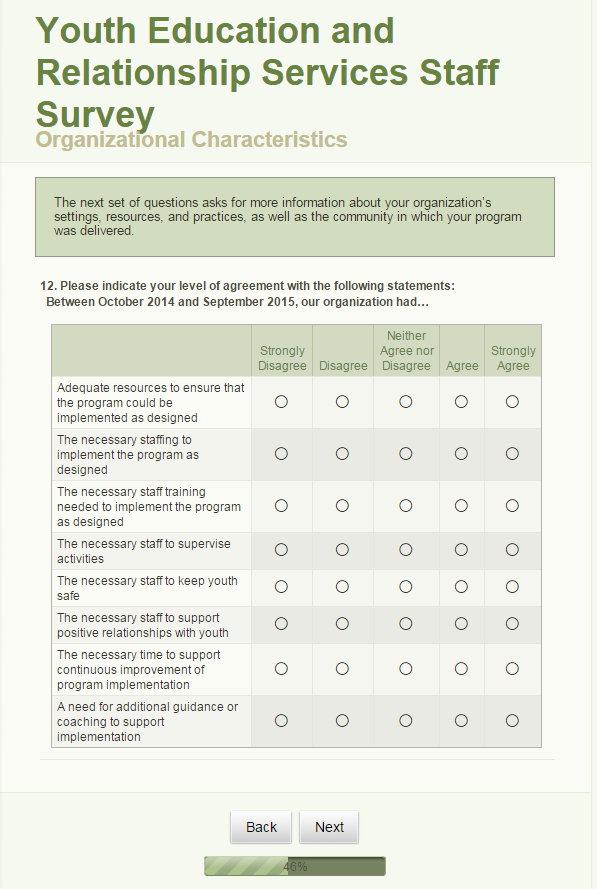 Youth Education and
Relationship Services Staff
Survey
Organizational Characteristics
The next set of questions asks for more information about your organization's
settings, resources, and practices, as well as the community in which your program
was delivered.
12. Please indicate your level of agreement with the following statements:
Between October 2014 and September 2015, our organization had…
Strongly
Disagree
Disagree
Neither
Agree nor
Disagree
Agree
Strongly
Agree
Adequate resources to ensure that
the program could be
implemented as designed
The necessary staffing to
implement the program as
designed
The necessary staff training
needed to implement the program
as designed
The necessary staff to supervise
activities
The necessary staff to keep youth
safe
The necessary staff to support
positive relationships with youth
The necessary time to support
continuous improvement of
program implementation
A need for additional guidance or
coaching to support
implementation
Back
Next
46%